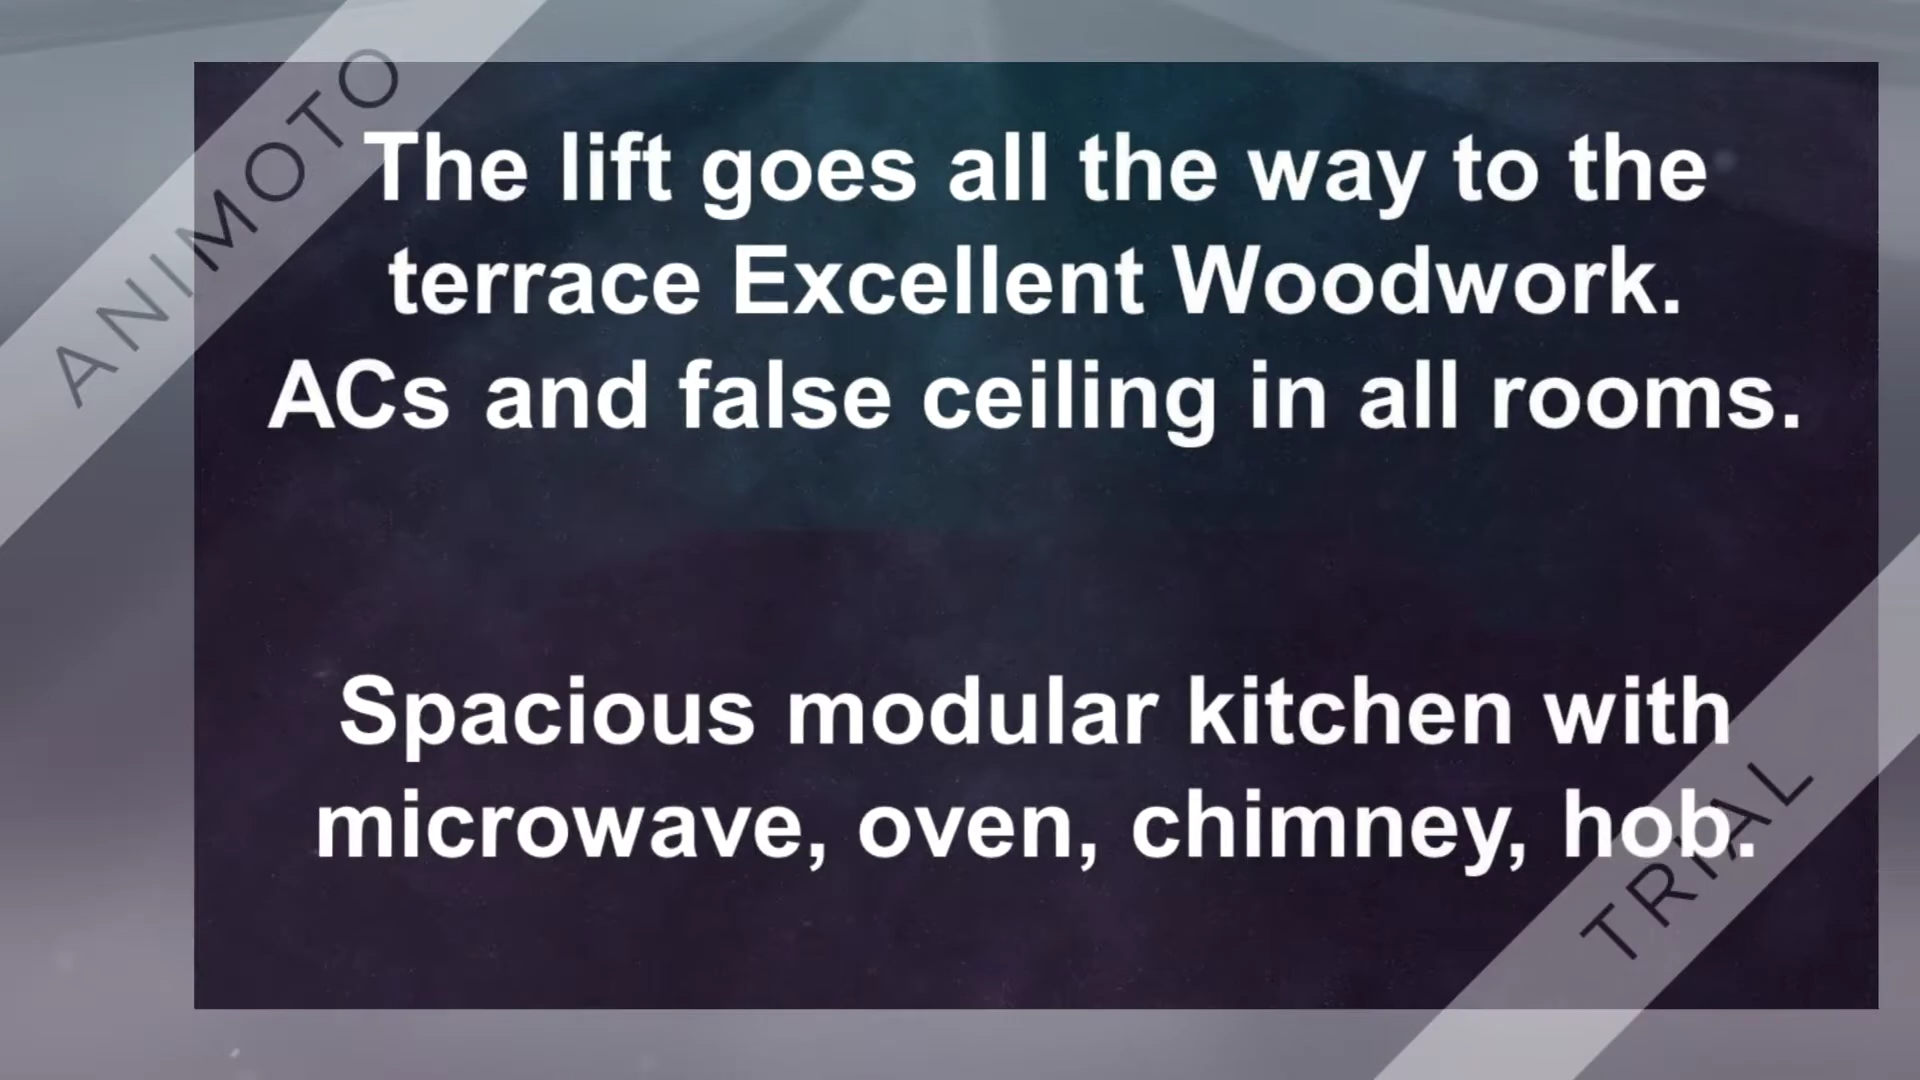 ANIMOTO
The lift goes all the way to the
terrace Excellent Woodwork.
ACs and false ceiling in all rooms.
Spacious modular kitchen with
microwave, oven, chimney, hob.
TRIAL